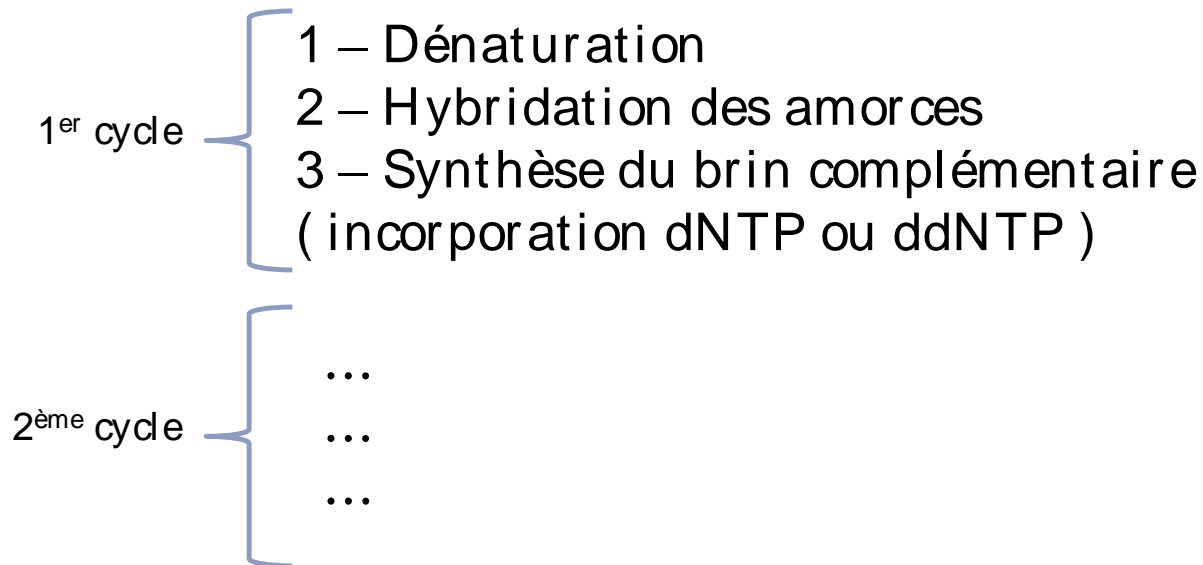 1er cycle
1 – Dénaturation
2 – Hybridation des amorces
3 – Synthèse du brin complémentaire
( incorporation dNTP ou ddNTP )
2ème cycle
...
...
...